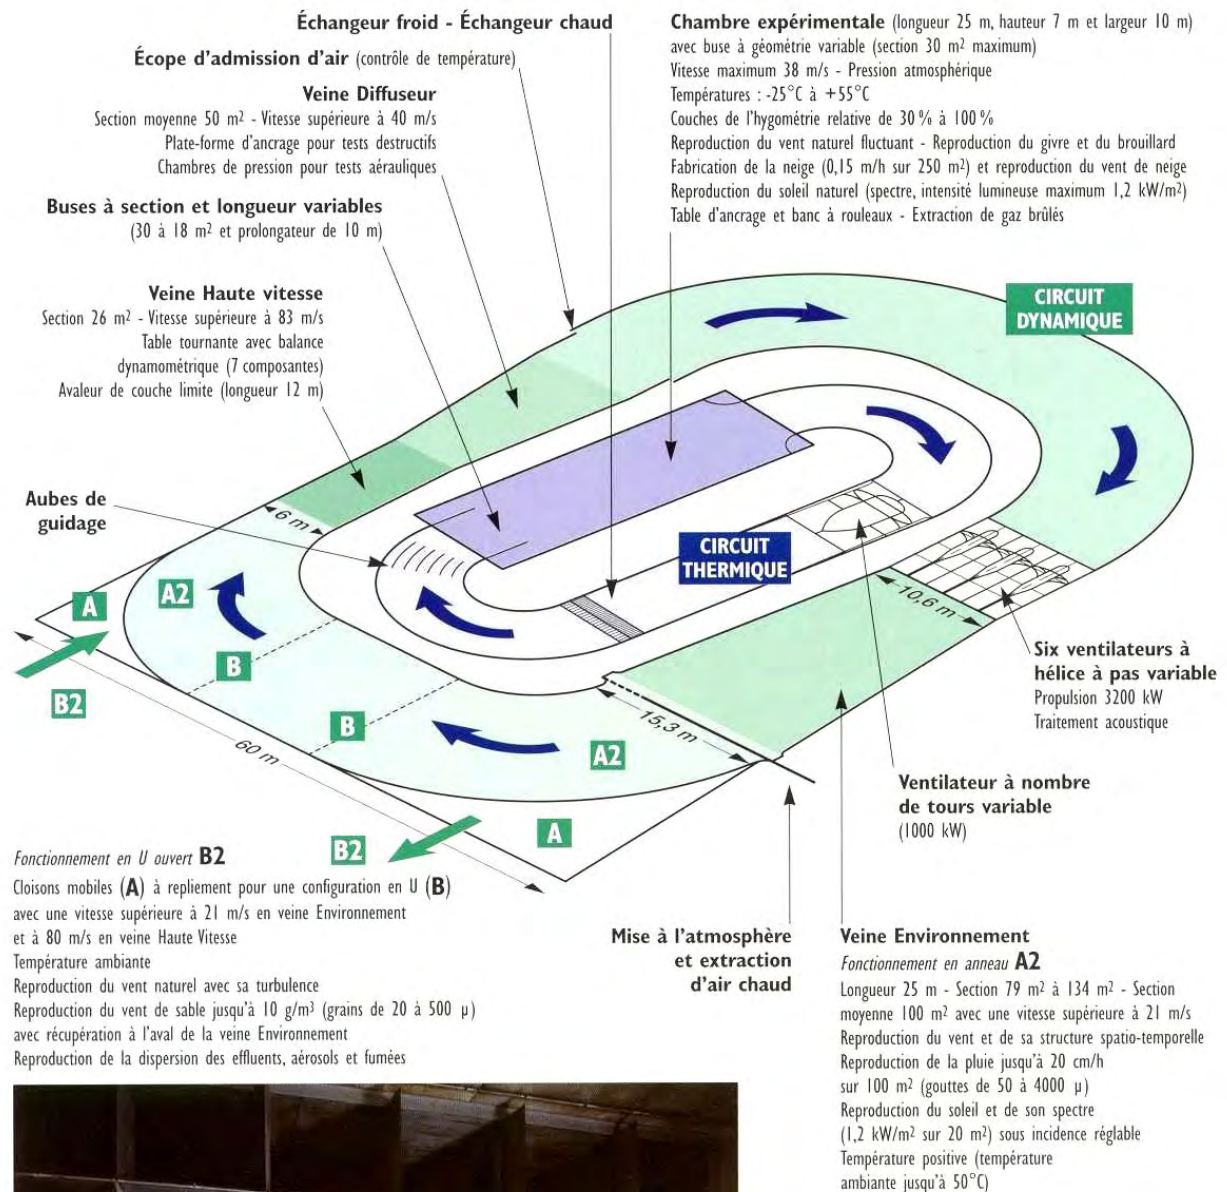 Échangeur froid - Échangeur chaud
Écope d'admission d'air (contrôle de température)
Veine Diffuseur
Section moyenne 50 m² - Vitesse supérieure à 40 m/s
Plate-forme d'ancrage pour tests destructifs
Chambres de pression pour tests aérauliques
Buses à section et longueur variables
(30 à 18 m² et prolongateur de 10 m)
Veine Haute vitesse
Section 26 m² - Vitesse supérieure à 83 m/s
Table tournante avec balance
dynamométrique (7 composantes)
Avaleur de couche limite (longueur 12 m)
Aubes de
guidage
Chambre expérimentale (longueur 25 m, hauteur 7 m et largeur 10 m)
avec buse à géométrie variable (section 30 m² maximum)
Vitesse maximum 38 m/s - Pression atmosphérique
Températures : -25°C à +55°C
Couches de l'hygométrie relative de 30 % à 100 %
Reproduction du vent naturel fluctuant - Reproduction du givre et du brouillard
Fabrication de la neige (0,15 m/h sur 250 m²) et reproduction du vent de neige
Reproduction du soleil naturel (spectre, intensité lumineuse maximum 1,2 kW/m²)
Table d'ancrage et banc à rouleaux - Extraction de gaz brûlés
CIRCUIT
DYNAMIQUE
CIRCUIT
THERMIQUE
6 m
A
A2
B
B2
B
60 m
15,3 m
10,6 m
A2
A
B2
Six ventilateurs à
hélice à pas variable
Propulsion 3200 kW
Traitement acoustique
Ventilateur à nombre
de tours variable
(1000 kW)
Fonctionnement en U ouvert B2
Cloisons mobiles (A) à repliement pour une configuration en U (B)
avec une vitesse supérieure à 21 m/s en veine Environnement
et à 80 m/s en veine Haute Vitesse
Température ambiante
Reproduction du vent naturel avec sa turbulence
Reproduction du vent de sable jusqu'à 10 g/m³ (grains de 20 à 500 µ)
avec récupération à l'aval de la veine Environnement
Reproduction de la dispersion des effluents, aérosols et fumées
Mise à l'atmosphère
et extraction
d'air chaud
Veine Environnement
Fonctionnement en anneau A2
Longueur 25 m - Section 79 m² à 134 m² - Section
moyenne 100 m² avec une vitesse supérieure à 21 m/s
Reproduction du vent et de sa structure spatio-temporelle
Reproduction de la pluie jusqu'à 20 cm/h
sur 100 m² (gouttes de 50 à 4000 µ)
Reproduction du soleil et de son spectre
(1,2 kW/m² sur 20 m²) sous incidence réglable
Température positive (température
ambiante jusqu'à 50°C)